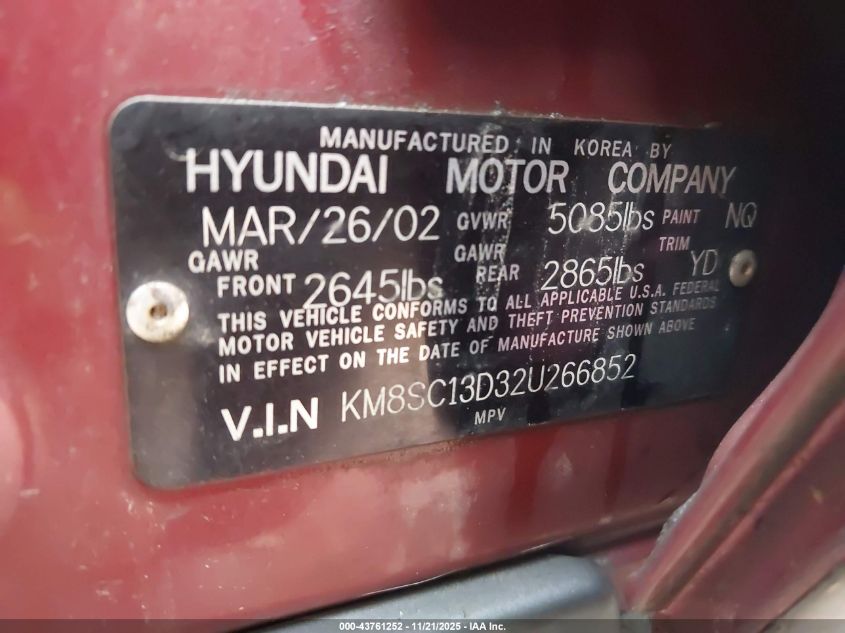 MANUFACTURED IN KOREA BY
HYUNDAI MOTOR COMPANY
MAR/26/02 GVWR 5085lbs PAINT NQ
GAWR FRONT 2645lbs GAWR REAR 2865lbs TRIM YD
THIS VEHICLE CONFORMS TO ALL APPLICABLE U.S.A. FEDERAL
MOTOR VEHICLE SAFETY AND THEFT PREVENTION STANDARDS
IN EFFECT ON THE DATE OF MANUFACTURE SHOWN ABOVE
V.I.N KM8SC13D32U266852
MPV
000-43761252 - 11/21/2025 - IAA Inc.